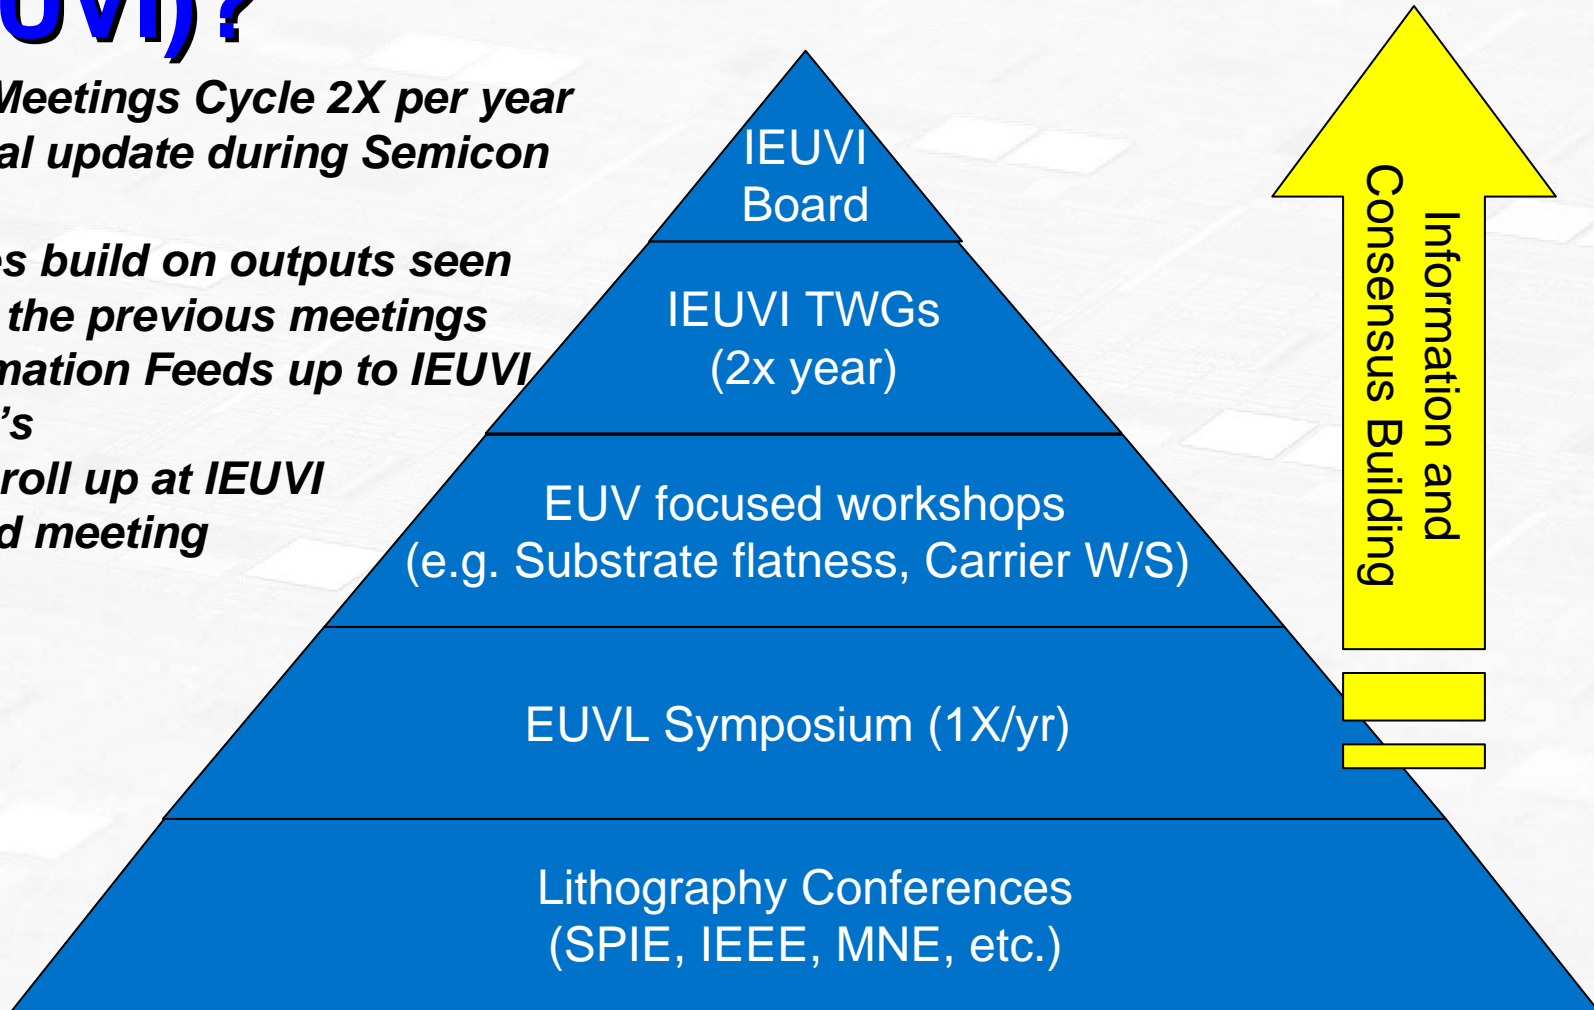 UVI)?
Meetings Cycle 2X per year
al update during Semicon
es build on outputs seen
the previous meetings
mation Feeds up to IEUVI
's
roll up at IEUVI
d meeting
IEUVI
Board
IEUVI TWGs
(2x year)
EUV focused workshops
(e.g. Substrate flatness, Carrier W/S)
EUVL Symposium (1X/yr)
Lithography Conferences
(SPIE, IEEE, MNE, etc.)
Information and
Consensus Building